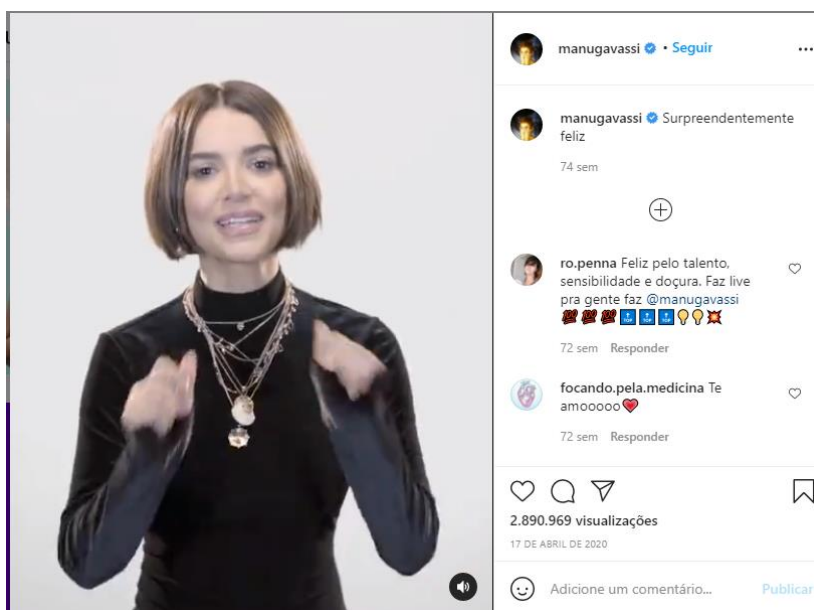 manugavassi • Seguir
manugavassi Surpreendentemente
feliz
74 sem
ro.penna Feliz pelo talento,
sensibilidade e doçura. Faz live
pra gente faz @manugavassi
💯💯💯🔝🔝🔝👇👇💥
72 sem Responder
focando.pela.medicina Te
amooooo💗
72 sem Responder
2.890.969 visualizações
17 DE ABRIL DE 2020
Adicione um comentário... Publicar